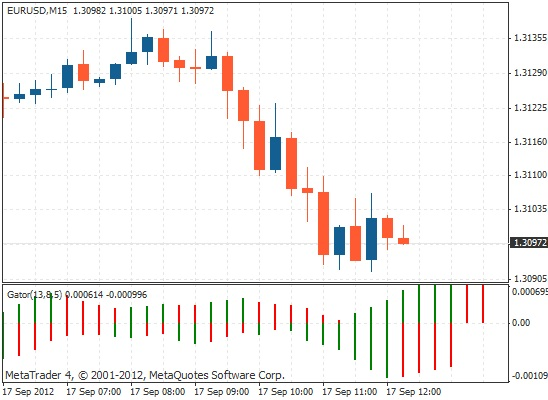 EURUSD,M15 1.30982 1.31005 1.30971 1.30972
1.31355
1.31290
1.31225
1.31160
1.31100
1.31035
1.30972
1.30905
Gator(13,8,5) 0.000614 -0.000996
0.000695
0.00
-0.00109
MetaTrader 4, © 2001-2012, MetaQuotes Software Corp.
17 Sep 2012 17 Sep 07:00 17 Sep 08:00 17 Sep 09:00 17 Sep 10:00 17 Sep 11:00 17 Sep 12:00